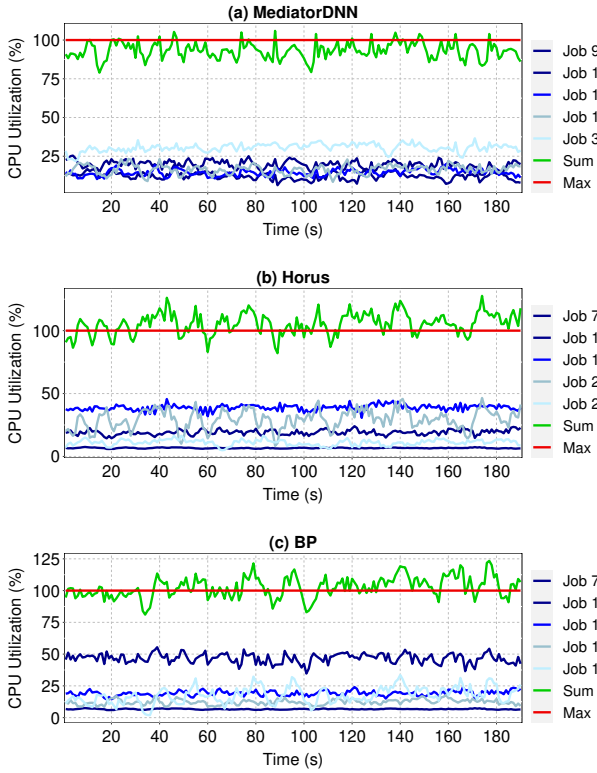 (a) MediatorDNN
CPU Utilization (%)
100
75
50
25
20 40 60 80 100 120 140 160 180
Time (s)
Job 9
Job 1
Job 1
Job 1
Job 3
Sum
Max
(b) Horus
CPU Utilization (%)
100
50
0
20 40 60 80 100 120 140 160 180
Time (s)
Job 7
Job 1
Job 1
Job 2
Job 2
Sum
Max
(c) BP
CPU Utilization (%)
125
100
75
50
25
0
20 40 60 80 100 120 140 160 180
Time (s)
Job 7
Job 1
Job 1
Job 1
Job 1
Sum
Max